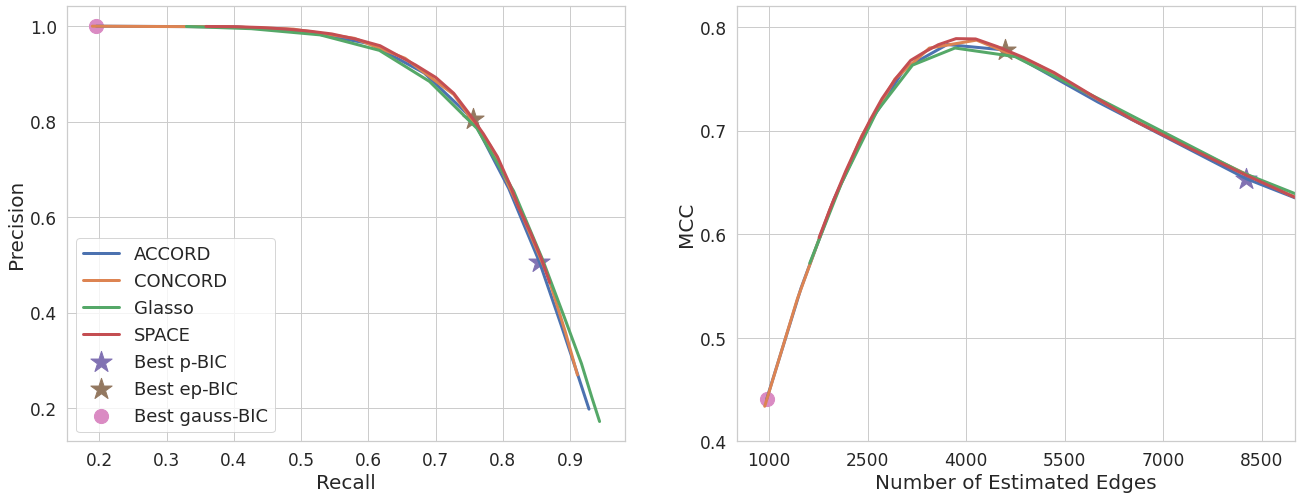 1.0
0.8
0.6
0.4
0.2
Precision
ACCORD
CONCORD
Glasso
SPACE
Best p-BIC
Best ep-BIC
Best gauss-BIC
0.2 0.3 0.4 0.5 0.6 0.7 0.8 0.9
Recall
0.8
0.7
0.6
0.5
0.4
MCC
1000 2500 4000 5500 7000 8500
Number of Estimated Edges